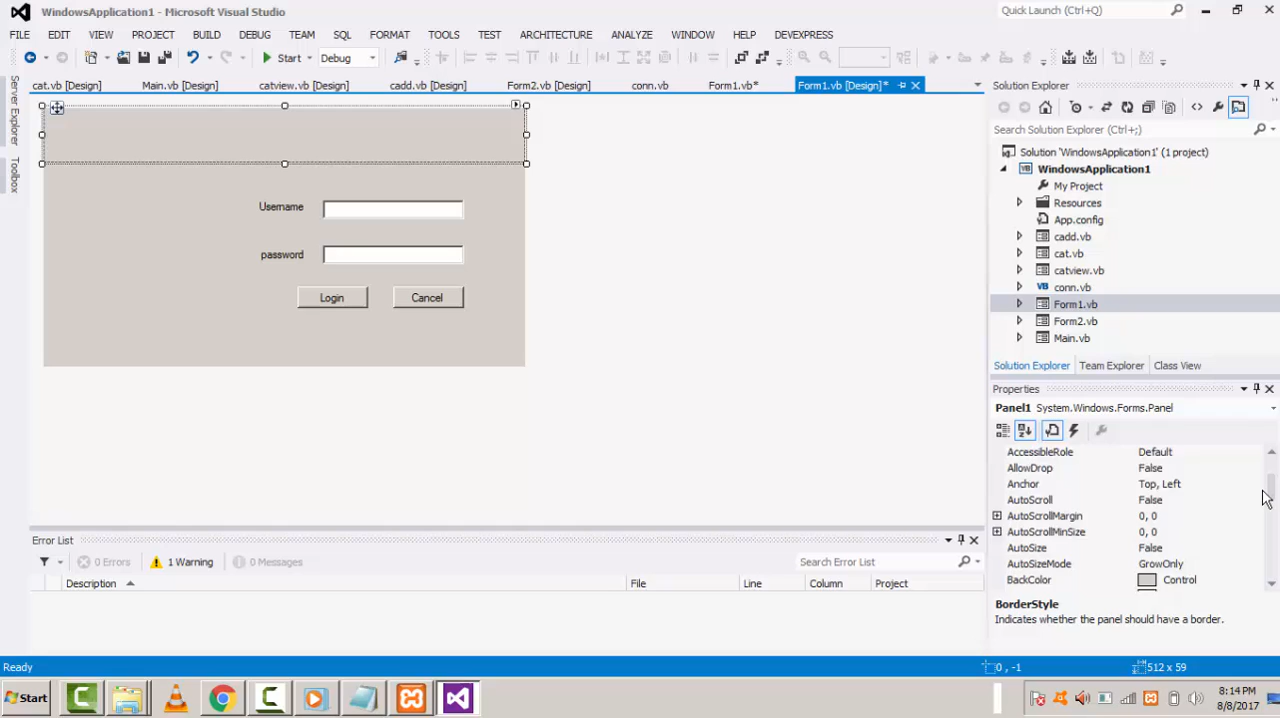 WindowsApplication1 - Microsoft Visual Studio
Quick Launch (Ctrl+Q)
FILE EDIT VIEW PROJECT BUILD DEBUG TEAM SQL FORMAT TOOLS TEST ARCHITECTURE ANALYZE WINDOW HELP DEVEXPRESS
Start Debug
Server Explorer
Toolbox
cat.vb [Design] Main.vb [Design] catview.vb [Design] cadd.vb [Design] Form2.vb [Design] conn.vb Form1.vb* Form1.vb [Design]*
Username
password
Login Cancel
Solution Explorer
Search Solution Explorer (Ctrl+;)
Solution 'WindowsApplication1' (1 project)
WindowsApplication1
My Project
Resources
App.config
cadd.vb
cat.vb
catview.vb
conn.vb
Form1.vb
Form2.vb
Main.vb
Solution Explorer Team Explorer Class View
Properties
Panel1 System.Windows.Forms.Panel
AccessibleRole Default
AllowDrop False
Anchor Top, Left
AutoScroll False
AutoScrollMargin 0, 0
AutoScrollMinSize 0, 0
AutoSize False
AutoSizeMode GrowOnly
BackColor Control
BorderStyle
Indicates whether the panel should have a border.
Error List
0 Errors 1 Warning 0 Messages
Search Error List
Description File Line Column Project
Ready
0 , -1
512 x 59
Start
8:14 PM
8/8/2017